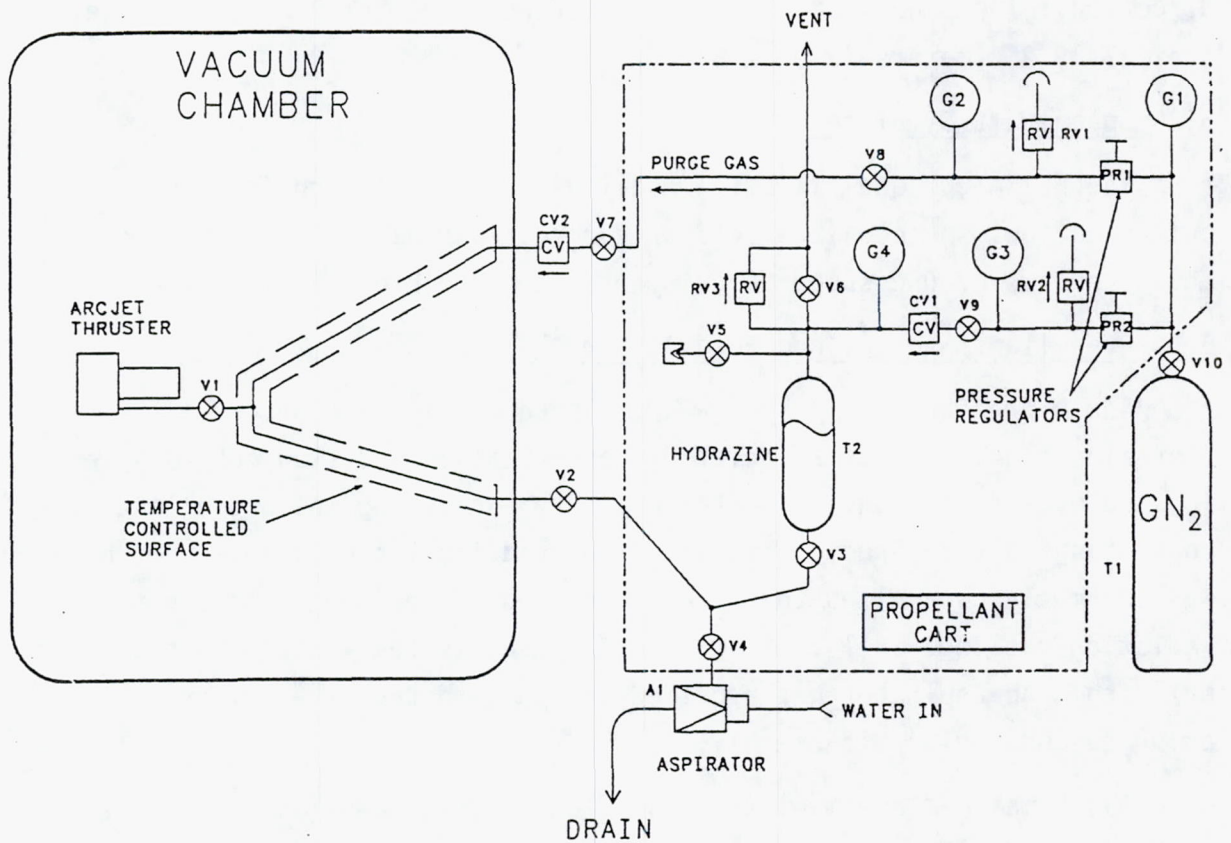 VENT
VACUUM
CHAMBER
G2
RV RV1
G1
V8
PURGE GAS
PR1
CV2
V7
CV
G4
G3
RV3 RV
V6
RV2 RV
CV1
V9
CV
PR2
ARCJET
THRUSTER
V5
V10
V1
PRESSURE
REGULATORS
HYDRAZINE
T2
V2
TEMPERATURE
CONTROLLED
SURFACE
GN2
V3
T1
PROPELLANT
CART
V4
A1
WATER IN
ASPIRATOR
DRAIN